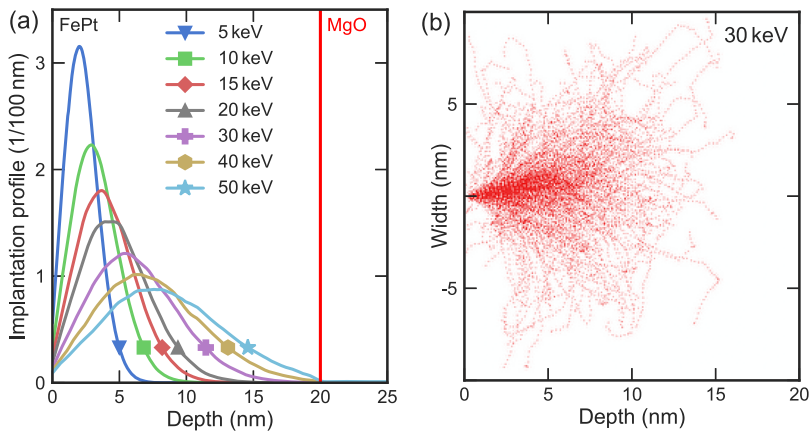 (a)
FePt
MgO
5 keV
10 keV
15 keV
20 keV
30 keV
40 keV
50 keV
Implantation profile (1/100 nm)
3
2
1
0
0
5
10
15
20
25
Depth (nm)
(b)
30 keV
Width (nm)
5
-5
0
5
10
15
20
Depth (nm)